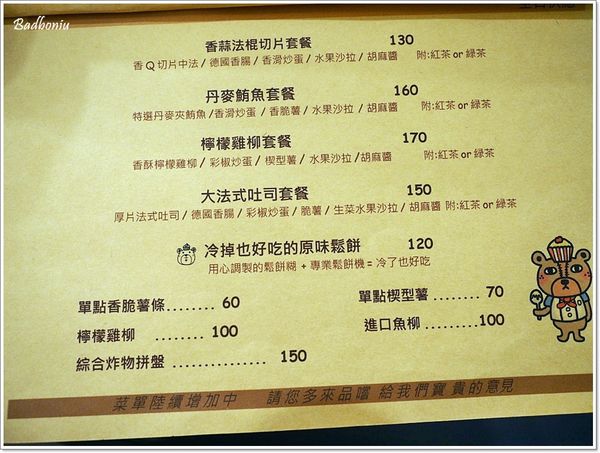 Badboniu
香蒜法棍切片套餐 130
香Q切片中法 / 德國香腸 / 香滑炒蛋 / 水果沙拉 / 胡麻醬 附:紅茶 or 綠茶
丹麥鮪魚套餐 160
特選丹麥夾鮪魚 / 香滑炒蛋 / 香脆薯 / 水果沙拉 / 胡麻醬 附:紅茶 or 綠茶
檸檬雞柳套餐 170
香酥檸檬雞柳 / 彩椒炒蛋 / 楔型薯 / 水果沙拉 / 胡麻醬 附:紅茶 or 綠茶
大法式吐司套餐 150
厚片法式吐司 / 德國香腸 / 彩椒炒蛋 / 脆薯 / 生菜水果沙拉 / 胡麻醬 附:紅茶 or 綠茶
冷掉也好吃的原味鬆餅 120
用心調製的鬆餅糊 + 專業鬆餅機 = 冷了也好吃
單點香脆薯條........ 60
單點楔型薯 ........ 70
檸檬雞柳 ........ 100
進口魚柳 .........100
綜合炸物拼盤 ............... 150
菜單陸續增加中 請您多來品嚐 給我們寶貴的意見